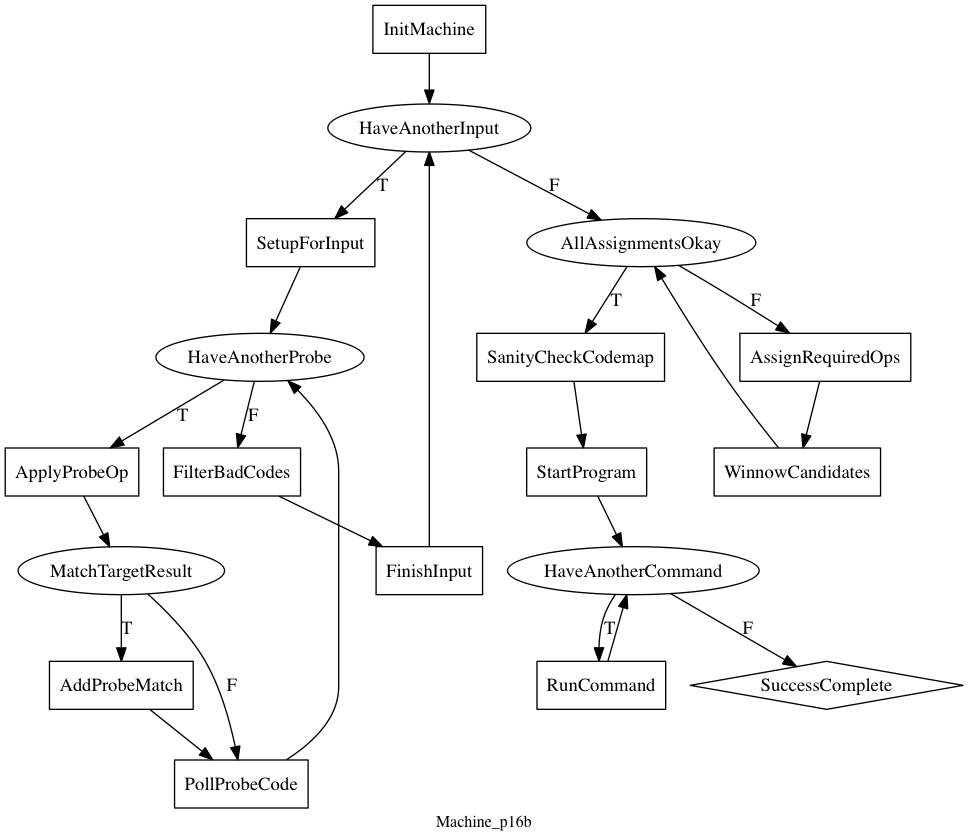 InitMachine
HaveAnotherInput
T
F
SetupForInput
AllAssignmentsOkay
T
F
HaveAnotherProbe
SanityCheckCodemap
AssignRequiredOps
T
F
ApplyProbeOp
FilterBadCodes
StartProgram
WinnowCandidates
MatchTargetResult
FinishInput
HaveAnotherCommand
T
T
F
AddProbeMatch
F
RunCommand
SuccessComplete
PollProbeCode
Machine_p16b